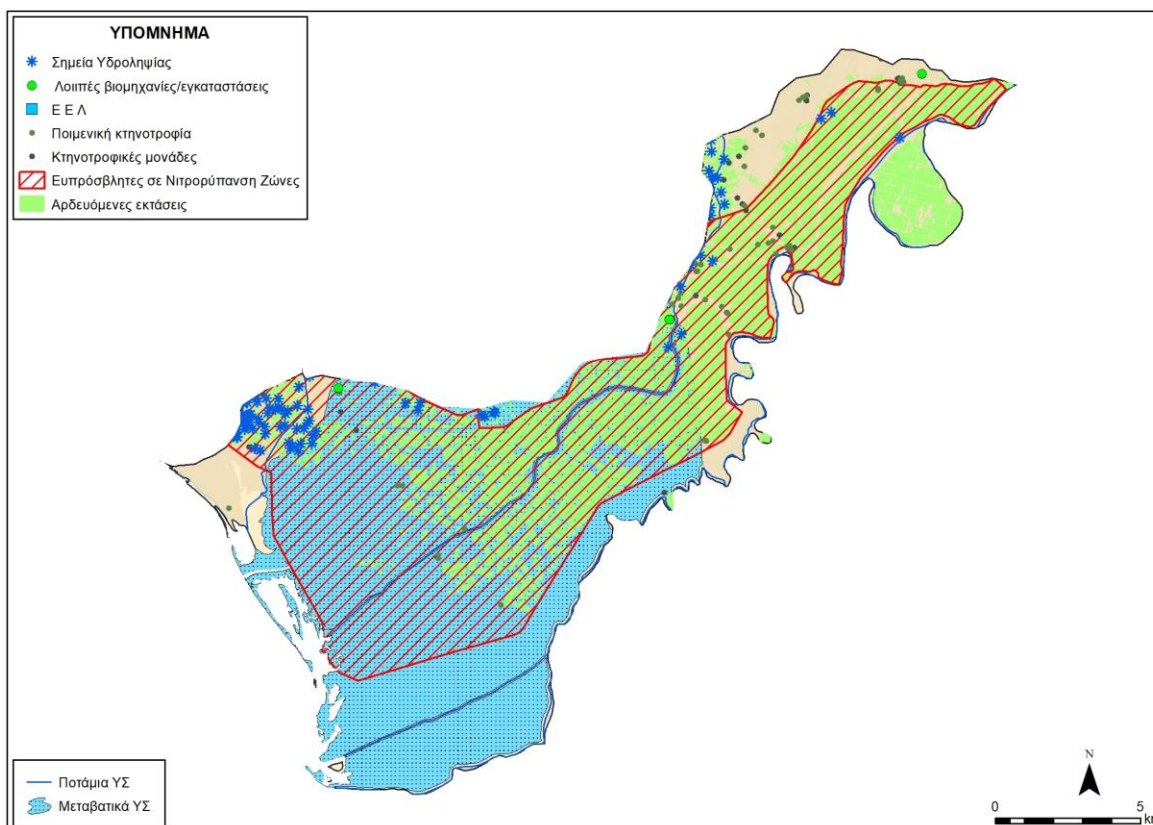 ΥΠΟΜΝΗΜΑ
Σημεία Υδροληψίας
Λοιπές βιομηχανίες/εγκαταστάσεις
Ε Ε Λ
Ποιμενική κτηνοτροφία
Κτηνοτροφικές μονάδες
Ευπρόσβλητες σε Νιτρορύπανση Ζώνες
Αρδευόμενες εκτάσεις
N
0 5
km
Ποτάμια ΥΣ
Μεταβατικά ΥΣ